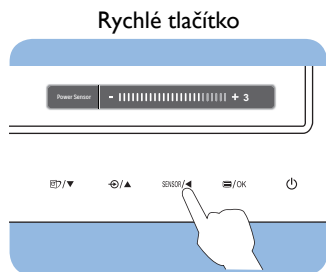 Rychlé tlačítko
Power Sensor - + 3
/▼ /▲ SENSOR/◄ /OK